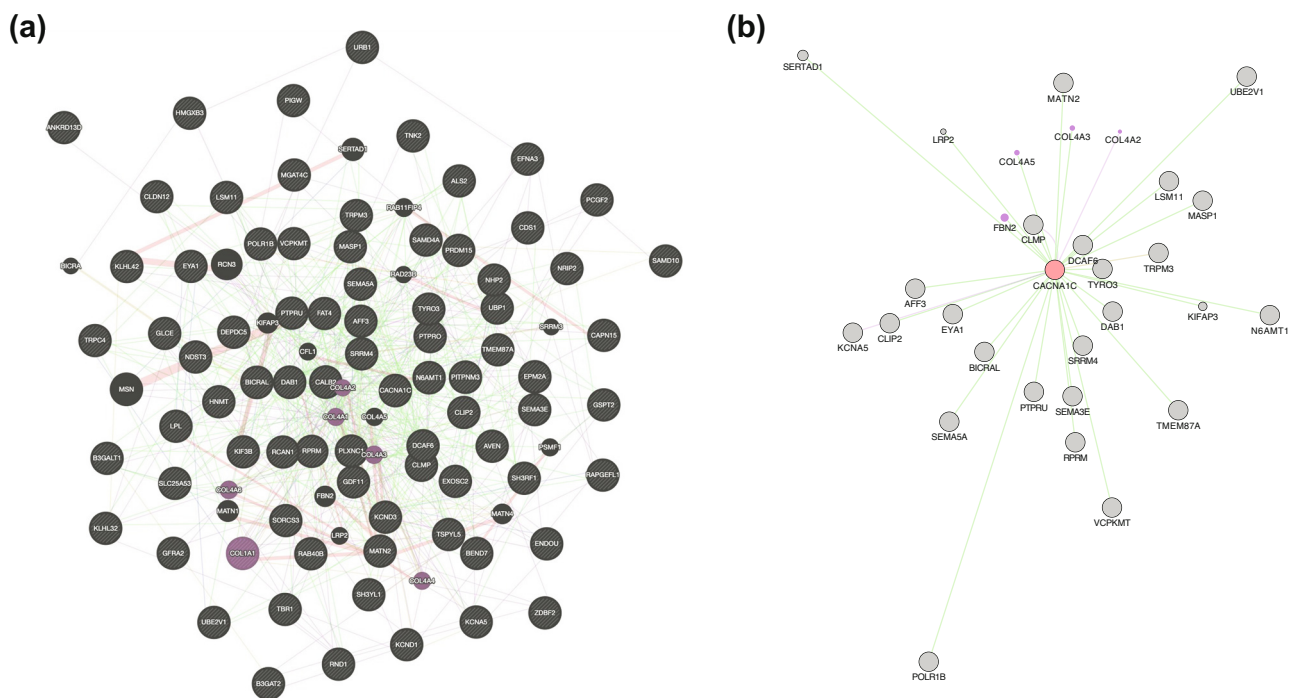 (a)
URB1
PIGW
HMGXB3
ANKRD13D
TNK2
SERTAD1
EFNA3
MGAT4C
ALS2
CLDN12
LSM11
PCGF2
RAB11FIP4
TRPM3
CDS1
POLR1B
VCPKMT
MASP1
SAMD4A
PRDM15
BICRA
KLHL42
EYA1
RCN3
SAMD10
NRIP2
RAD23B
NHP2
SEMA5A
TYRO3
UBP1
PTPRU
FAT4
AFF3
KIFAP3
SRRM3
TRPC4
GLCE
DEPDC5
PTPRO
CAPN15
NDST3
CFL1
SRRM4
TMEM87A
MSN
BICRAL
DAB1
CALB2
COL4A2
CACNA1C
N6AMT1
PITPNM3
EPM2A
HNMT
GSPT2
LPL
COL4A1
COL4A5
CLIP2
SEMA3E
B3GALT1
KIF3B
RCAN1
RPRM
PLXNC1
COL4A3
DCAF6
AVEN
PSMF1
CLMP
SLC25A53
GDF11
EXOSC2
SH3RF1
RAPGEFL1
COL4A6
FBN2
MATN1
KLHL32
SORCS3
KCND3
MATN4
LRP2
TSPYL5
GFRA2
COL1A1
RAB40B
MATN2
BEND7
ENDOU
COL4A4
SH3YL1
TBR1
UBE2V1
KCNA5
ZDBF2
KCND1
RND1
B3GAT2
(b)
SERTAD1
MATN2
UBE2V1
LRP2
COL4A3
COL4A2
COL4A5
LSM11
MASP1
FBN2
CLMP
DCAF6
TRPM3
CACNA1C
TYRO3
AFF3
KIFAP3
EYA1
DAB1
N6AMT1
KCNA5
CLIP2
SRRM4
BICRAL
PTPRU
SEMA3E
SEMA5A
TMEM87A
RPRM
VCPKMT
POLR1B